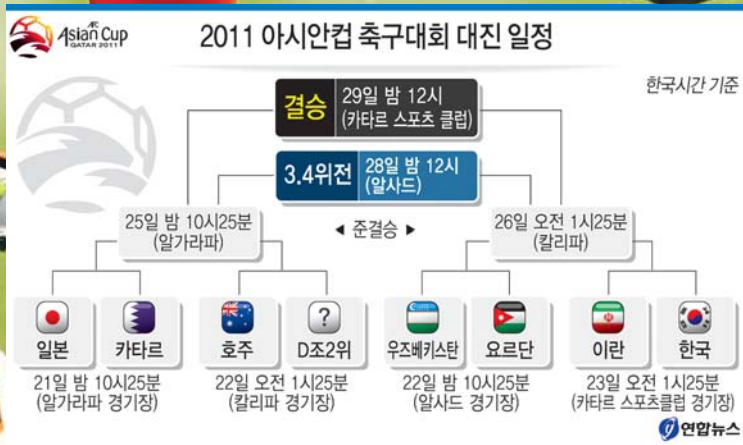 AFC
Asian Cup
QATAR 2011
2011 아시안컵 축구대회 대진 일정
한국시간 기준
결승 29일 밤 12시
(카타르 스포츠 클럽)
3.4위전 28일 밤 12시
(알사드)
25일 밤 10시25분
(알가라파)
◀ 준결승 ▶
26일 오전 1시25분
(칼리파)
?
일본 카타르 호주 D조2위 우즈베키스탄 요르단 이란 한국
21일 밤 10시25분
(알가라파 경기장)
22일 오전 1시25분
(칼리파 경기장)
22일 밤 10시25분
(알사드 경기장)
23일 오전 1시25분
(카타르 스포츠클럽 경기장)
연합뉴스